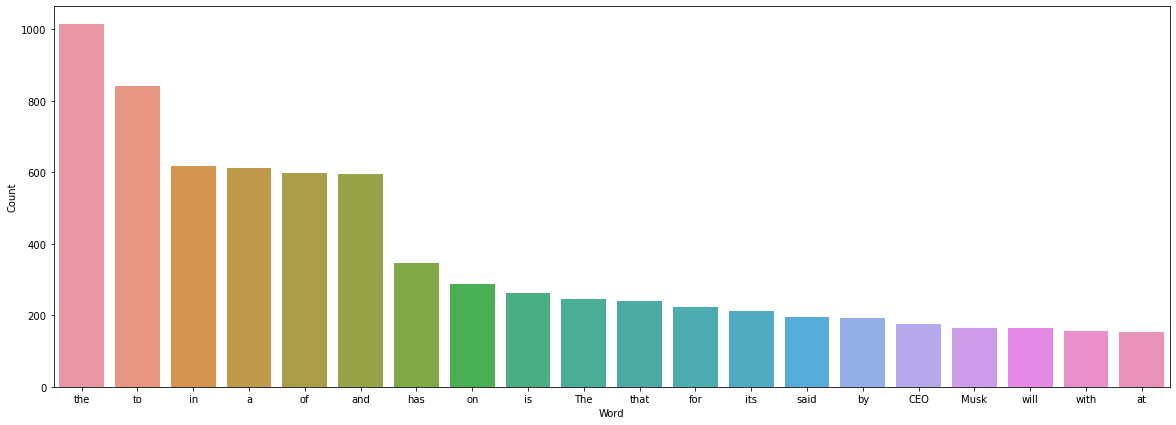 1000
800
600
400
200
0
Count
the to in a of and has on is The that for its said by CEO Musk will with at
Word